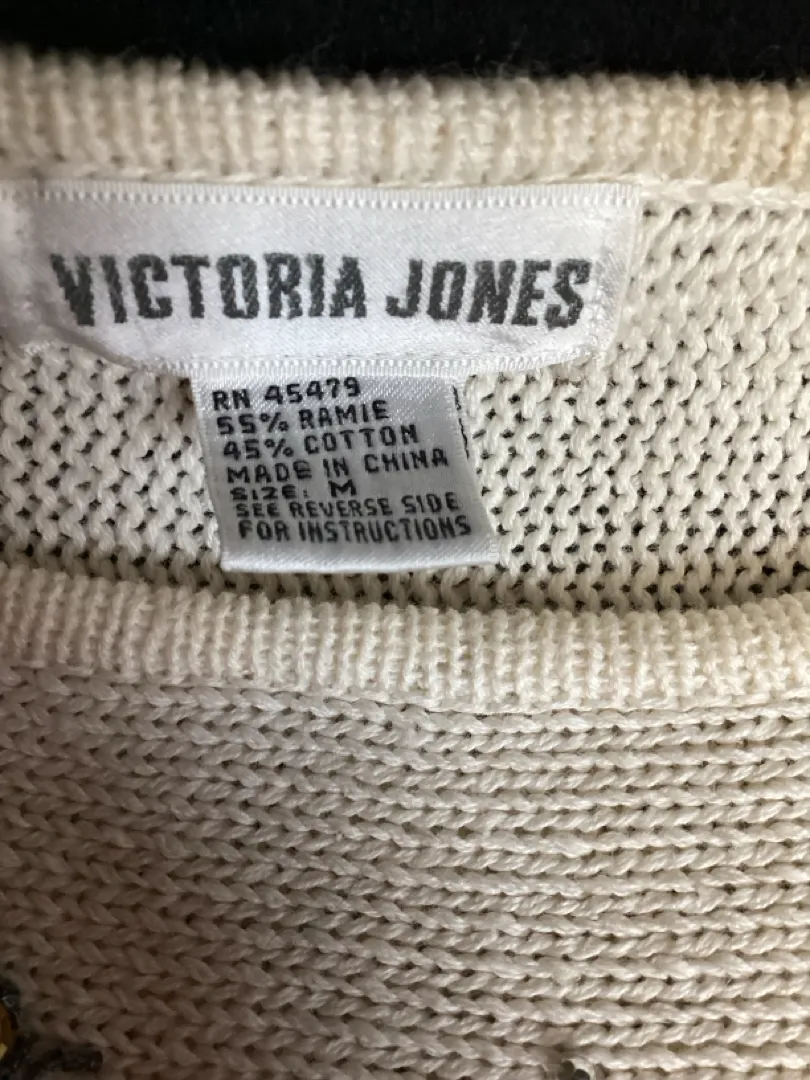 VICTORIA JONES
RN 45479
55% RAMIE
45% COTTON
MADE IN CHINA
SIZE: M
SEE REVERSE SIDE
FOR INSTRUCTIONS